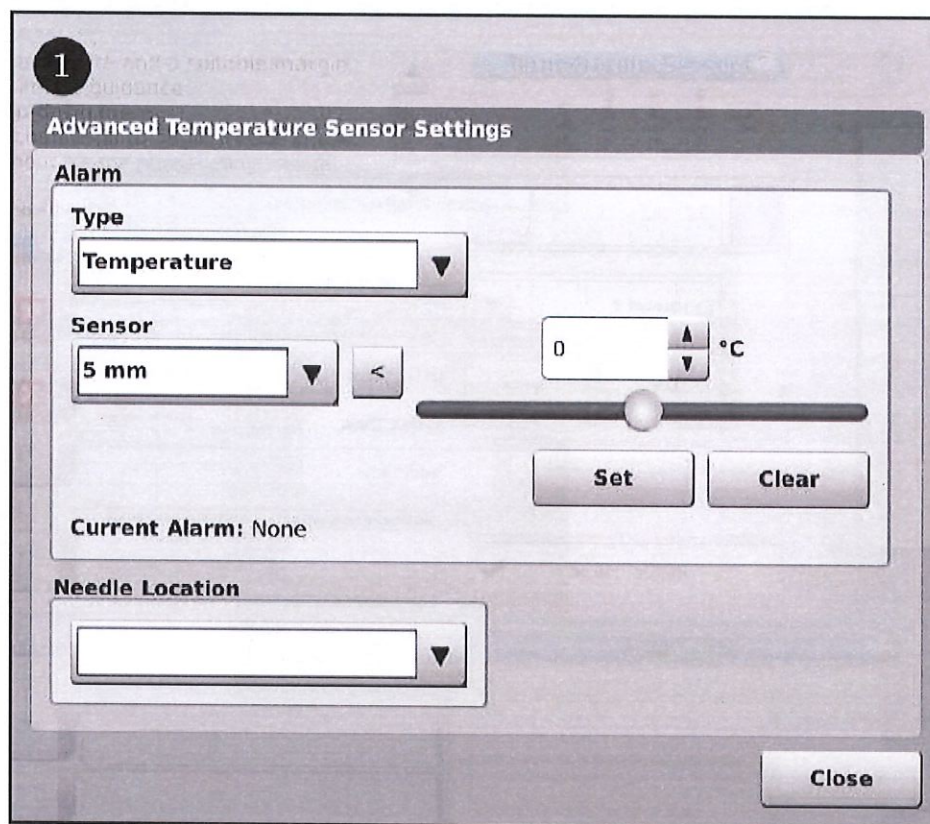 1
Advanced Temperature Sensor Settings
Alarm
Type
Temperature
Sensor
5 mm
<
0
°C
Set
Clear
Current Alarm: None
Needle Location
Close